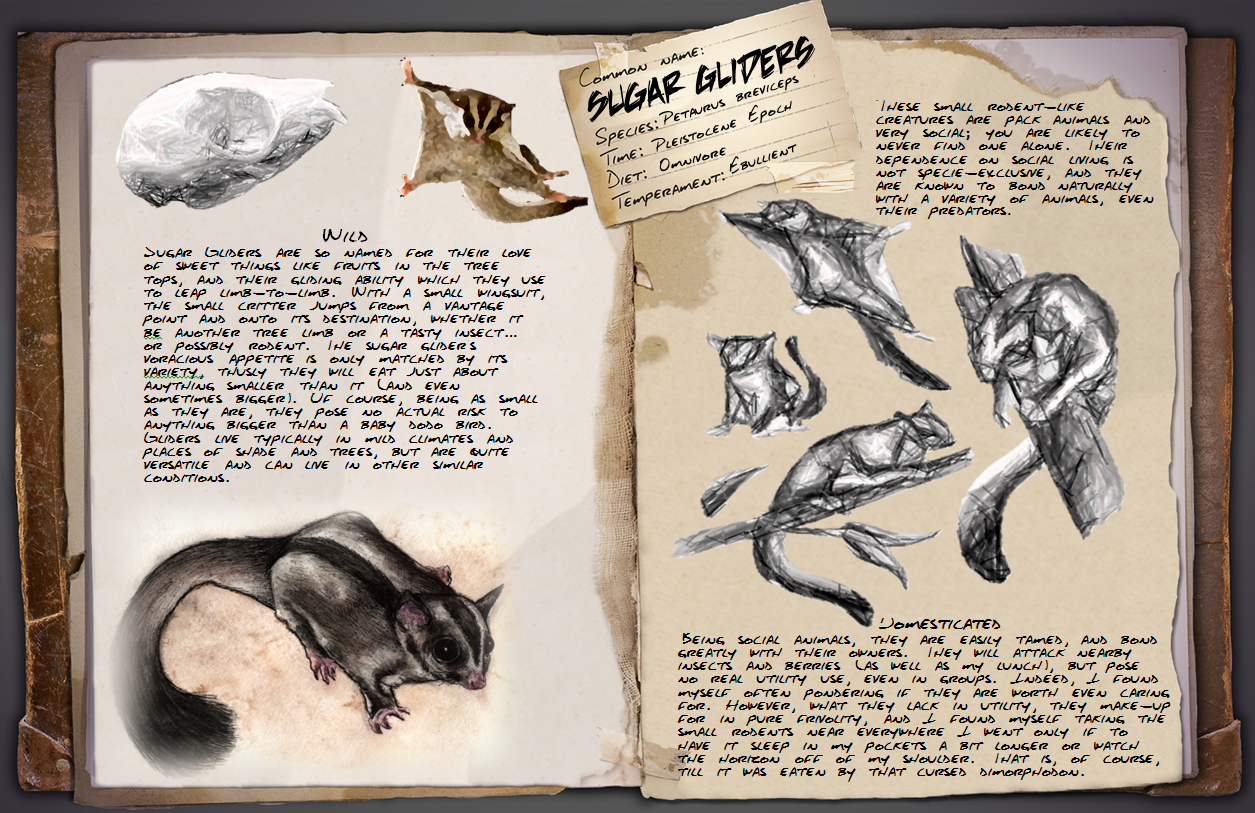 Common name:
SUGAR GLIDERS
Species: Petaurus breviceps
Time: Pleistocene Epoch
Diet: Omnivore
Temperament: Ebullient
Wild
Sugar Gliders are so named for their love
of sweet things like fruits in the tree
tops, and their gliding ability which they use
to leap limb-to-limb. With a small wingsuit,
the small critter jumps from a vantage
point and onto its destination, whether it
be another tree limb or a tasty insect...
or possibly rodent. The sugar gliders
voracious appetite is only matched by its
variety, thusly they will eat just about
anything smaller than it (and even
sometimes bigger). Of course, being as small
as they are, they pose no actual risk to
anything bigger than a baby dodo bird.
Gliders live typically in mild climates and
places of shade and trees, but are quite
versatile and can live in other similar
conditions.
These small rodent-like
creatures are pack animals and
very social; you are likely to
never find one alone. Their
dependence on social living is
not specie-exclusive, and they
are known to bond naturally
with a variety of animals, even
their predators.
Domesticated
Being social animals, they are easily tamed, and bond
greatly with their owners. They will attack nearby
insects and berries (as well as my lunch), but pose
no real utility use, even in groups. Indeed, I found
myself often pondering if they are worth even caring
for. However, what they lack in utility, they make-up
for in pure frivolity, and I found myself taking the
small rodents near everywhere I went only if to
have it sleep in my pockets a bit longer or watch
the horizon off of my shoulder. That is, of course,
till it was eaten by that cursed dimorphodon.